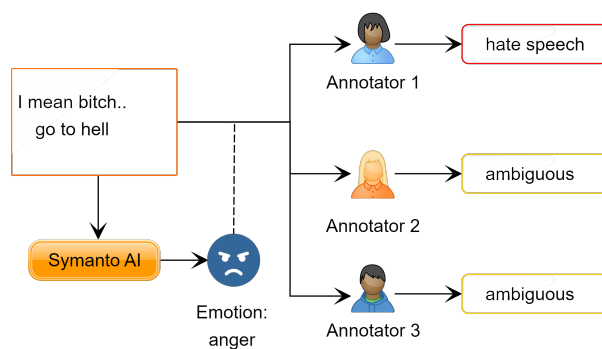 I mean bitch..
go to hell
Symanto AI
Emotion:
anger
Annotator 1
hate speech
Annotator 2
ambiguous
Annotator 3
ambiguous